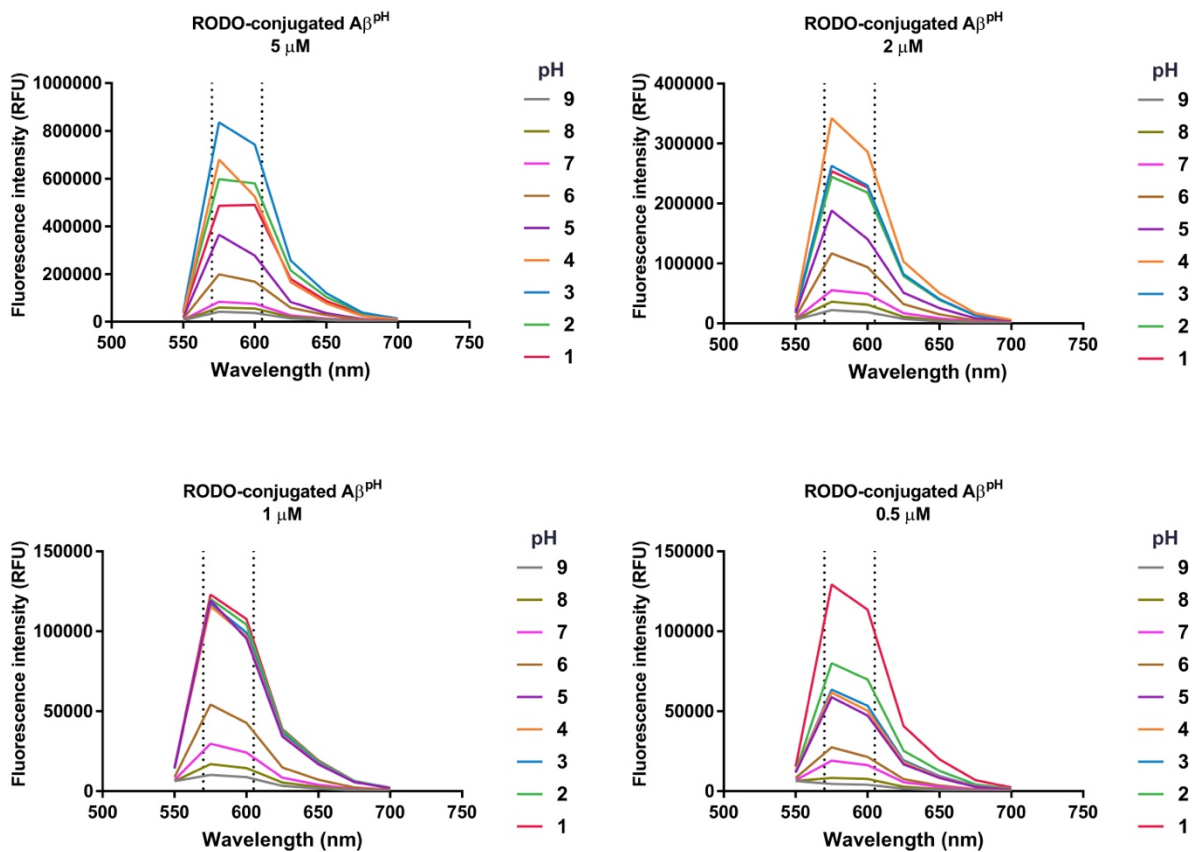 RODO-conjugated Aβ^pH
5 μM
Fluorescence intensity (RFU)
1000000
800000
600000
400000
200000
0
500 550 600 650 700 750
Wavelength (nm)
pH
9
8
7
6
5
4
3
2
1
RODO-conjugated Aβ^pH
2 μM
Fluorescence intensity (RFU)
400000
300000
200000
100000
0
500 550 600 650 700 750
Wavelength (nm)
pH
9
8
7
6
5
4
3
2
1
RODO-conjugated Aβ^pH
1 μM
Fluorescence intensity (RFU)
150000
100000
50000
0
500 550 600 650 700 750
Wavelength (nm)
pH
9
8
7
6
5
4
3
2
1
RODO-conjugated Aβ^pH
0.5 μM
Fluorescence intensity (RFU)
150000
100000
50000
0
500 550 600 650 700 750
Wavelength (nm)
pH
9
8
7
6
5
4
3
2
1